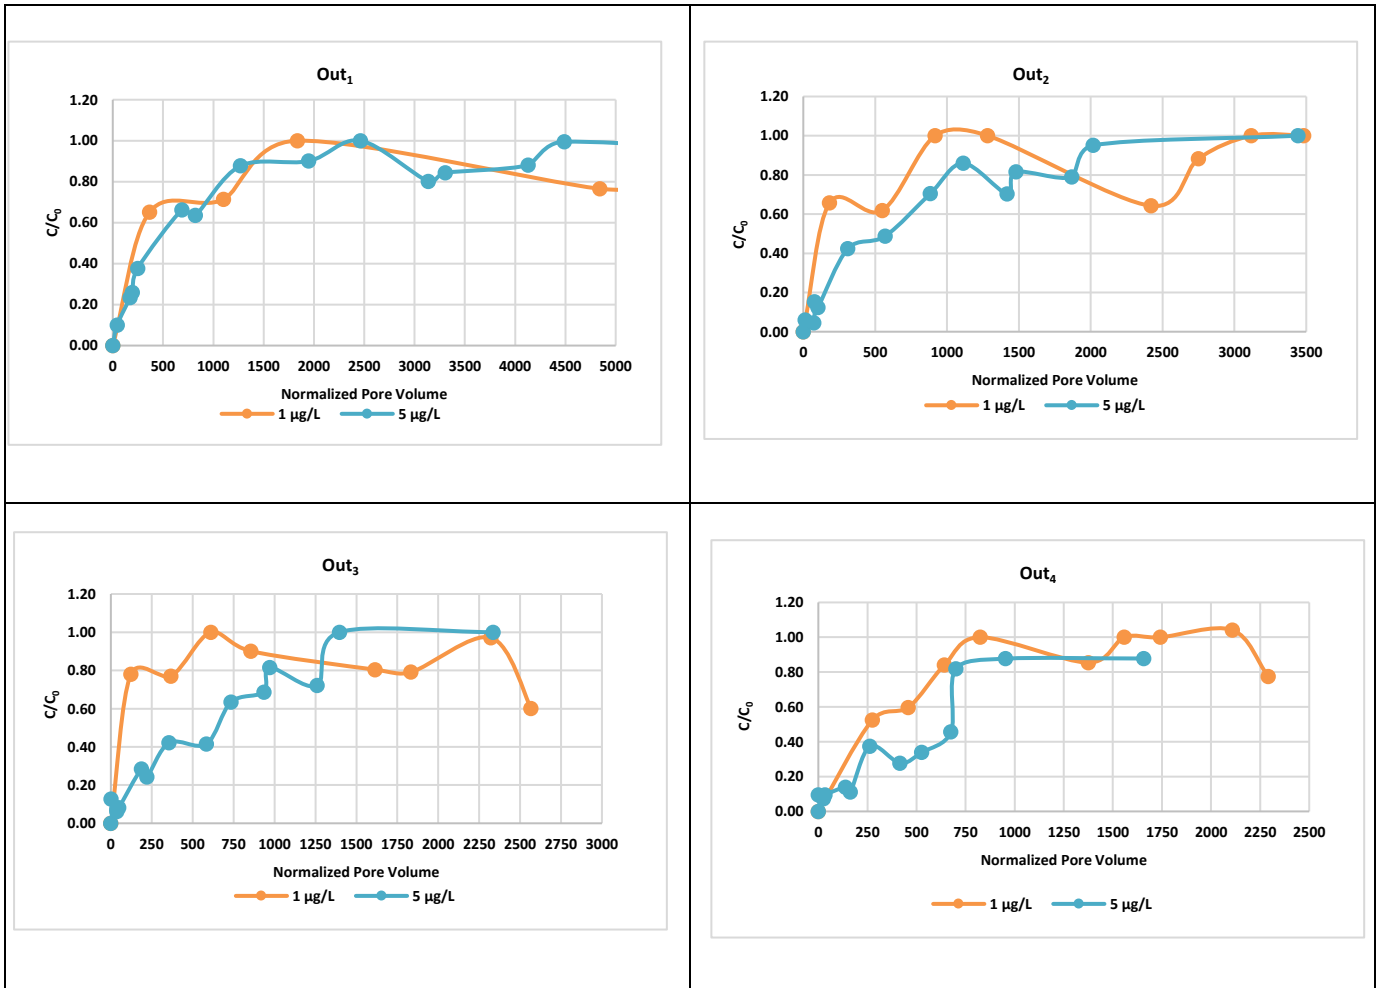 Out₁
1.20
1.00
0.80
0.60
0.40
0.20
0.00
C/C₀
0 500 1000 1500 2000 2500 3000 3500 4000 4500 5000
Normalized Pore Volume
1 µg/L 5 µg/L
Out₂
1.20
1.00
0.80
0.60
0.40
0.20
0.00
C/C₀
0 500 1000 1500 2000 2500 3000 3500
Normalized Pore Volume
1 µg/L 5 µg/L
Out₃
1.20
1.00
0.80
0.60
0.40
0.20
0.00
C/C₀
0 250 500 750 1000 1250 1500 1750 2000 2250 2500 2750 3000
Normalized Pore Volume
1 µg/L 5 µg/L
Out₄
1.20
1.00
0.80
0.60
0.40
0.20
0.00
C/C₀
0 250 500 750 1000 1250 1500 1750 2000 2250 2500
Normalized Pore Volume
1 µg/L 5 µg/L